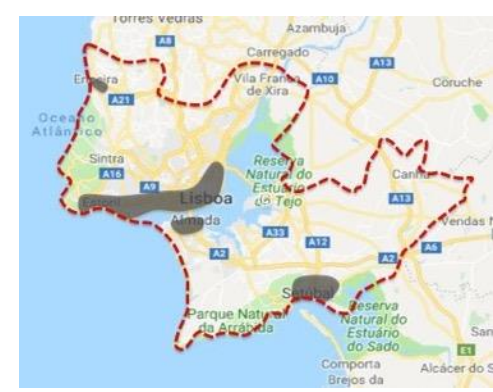 Torres Vedras
Azambuja
A8
Carregado
A13
Ericeira
Vila Franca
de Xira
A10
Coruche
A21
Oceano
Atlântico
Sintra
Reserva
Natural do
Estuário
do Tejo
A16
A9
Canha
Estoril
Lisboa
A13
Almada
Vendas N
A33
A12
A6
A2
A2
Setúbal
Parque Natural
da Arrábida
Reserva
Natural do
Estuário
do Sado
San
E1
Comporta
Alcácer do S
Brejos da